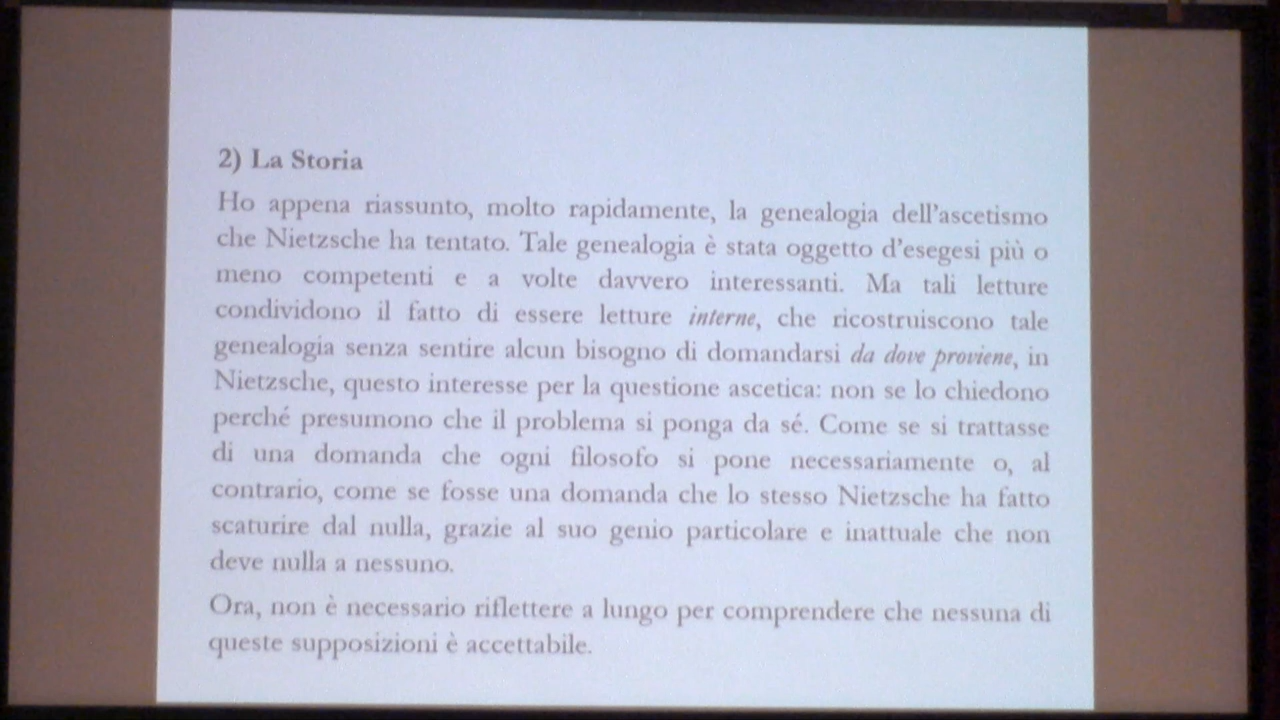 2) La Storia
Ho appena riassunto, molto rapidamente, la genealogia dell'ascetismo
che Nietzsche ha tentato. Tale genealogia è stata oggetto d'esegesi più o
meno competenti e a volte davvero interessanti. Ma tali letture
condividono il fatto di essere letture interne, che ricostruiscono tale
genealogia senza sentire alcun bisogno di domandarsi da dove proviene, in
Nietzsche, questo interesse per la questione ascetica: non se lo chiedono
perché presumono che il problema si ponga da sé. Come se si trattasse
di una domanda che ogni filosofo si pone necessariamente o, al
contrario, come se fosse una domanda che lo stesso Nietzsche ha fatto
scaturire dal nulla, grazie al suo genio particolare e inattuale che non
deve nulla a nessuno.
Ora, non è necessario riflettere a lungo per comprendere che nessuna di
queste supposizioni è accettabile.